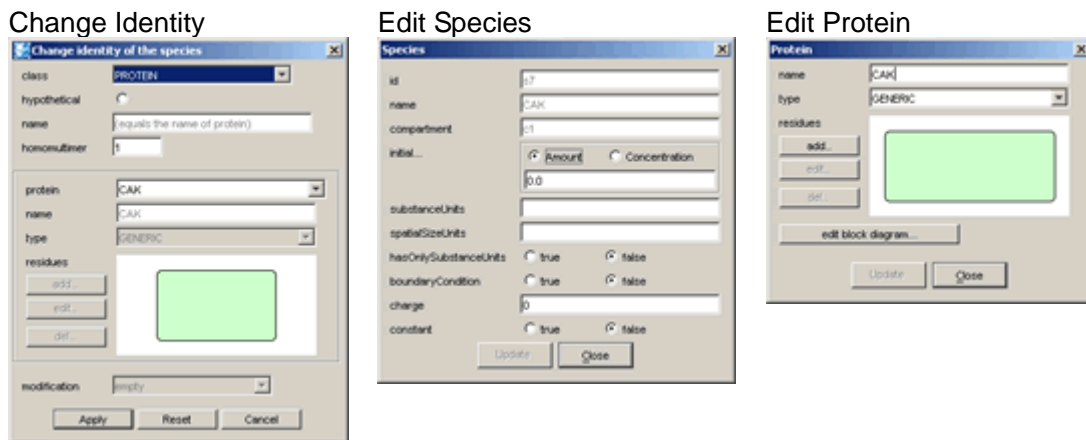 Change Identity
Edit Species
Edit Protein
Change identity of the species
class PROTEIN
hypothetical
name (equals the name of protein)
homomultimer 1
protein CAK
name CAK
type GENERIC
residues
add...
edit...
del...
modification empty
Apply Reset Cancel
Species
id s7
name CAK
compartment c1
initial... Amount Concentration
0.0
substanceUnits
spatialSizeUnits
hasOnlySubstanceUnits true false
boundaryCondition true false
charge 0
constant true false
Update Close
Protein
name CAK
type GENERIC
residues
add...
edit...
del...
edit block diagram...
Update Close